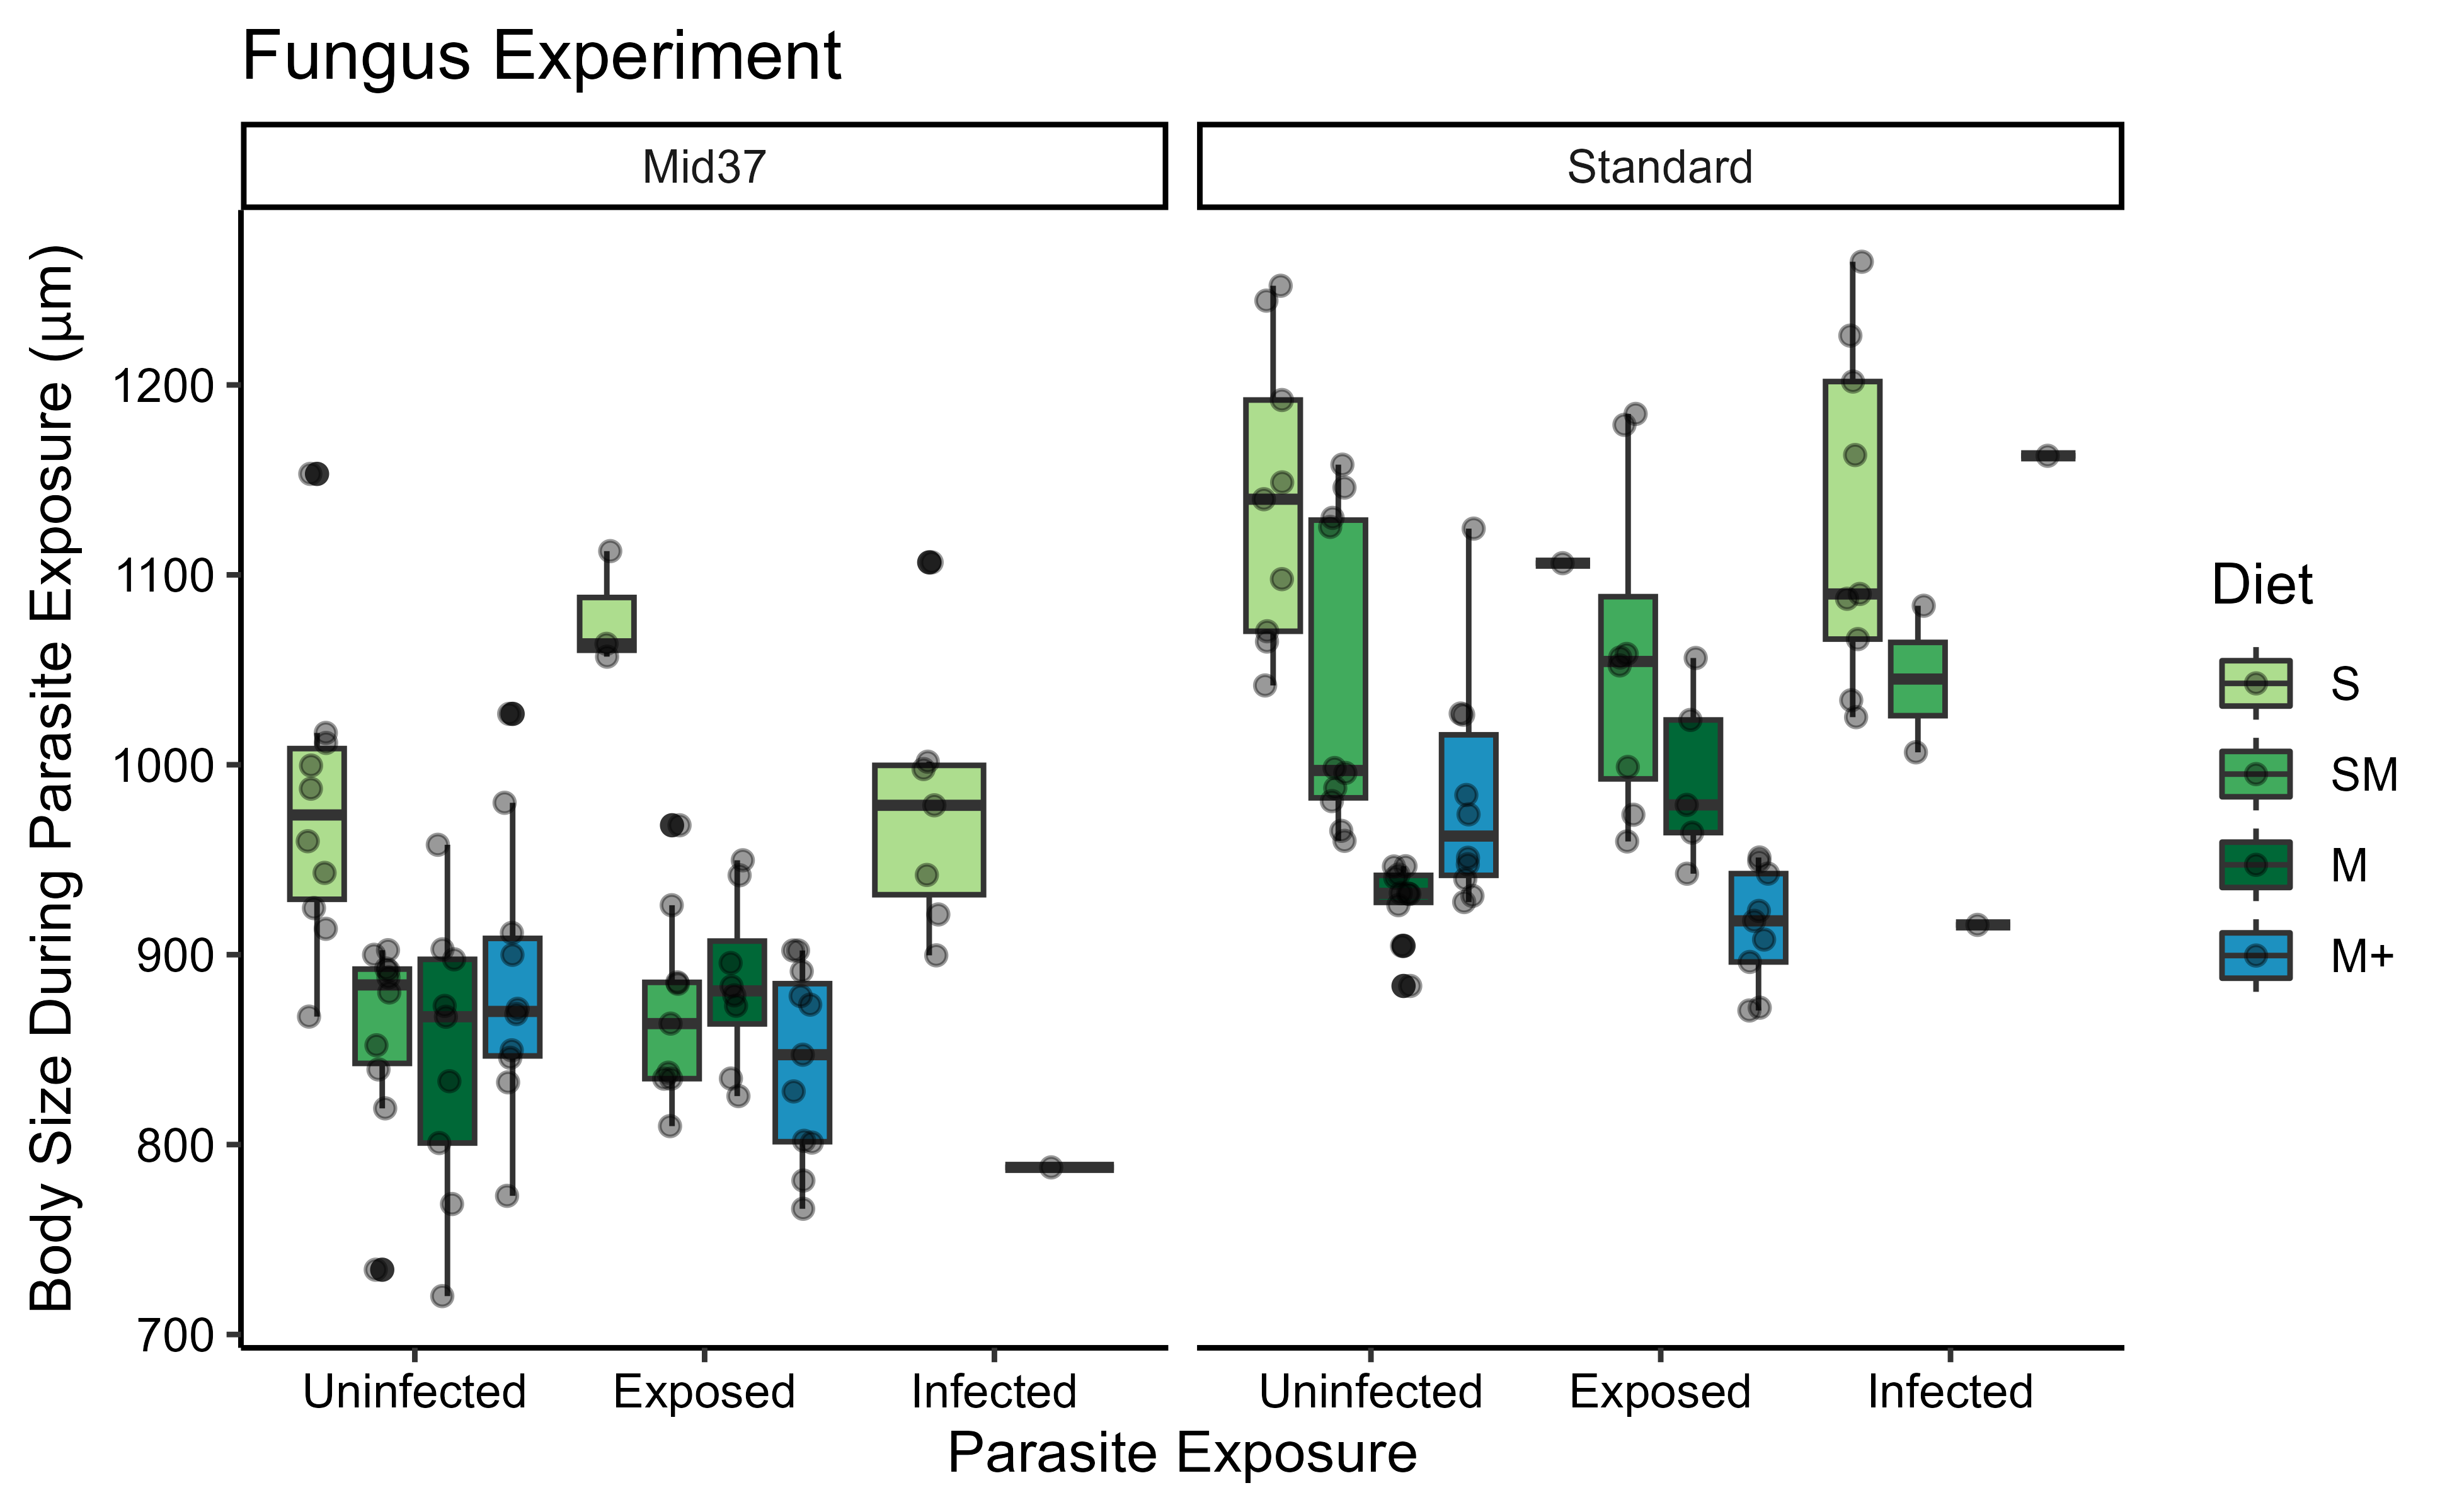 Fungus Experiment
Mid37
Standard
Body Size During Parasite Exposure (µm)
1200
1100
1000
900
800
700
Uninfected
Exposed
Infected
Uninfected
Exposed
Infected
Parasite Exposure
Diet
S
SM
M
M+